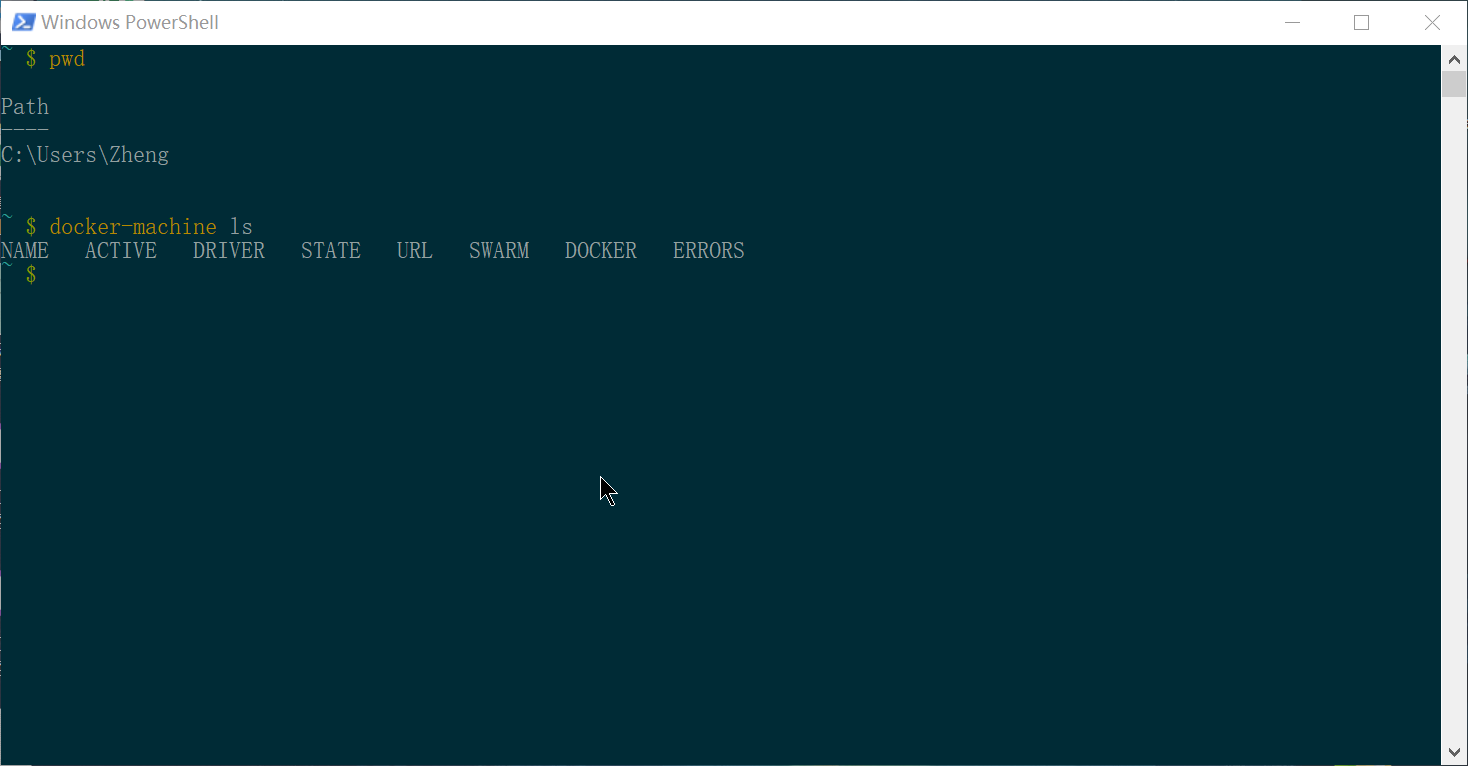 Windows PowerShell
~ $ pwd
Path
----
C:\Users\Zheng
~ $ docker-machine ls
NAME ACTIVE DRIVER STATE URL SWARM DOCKER ERRORS
~ $